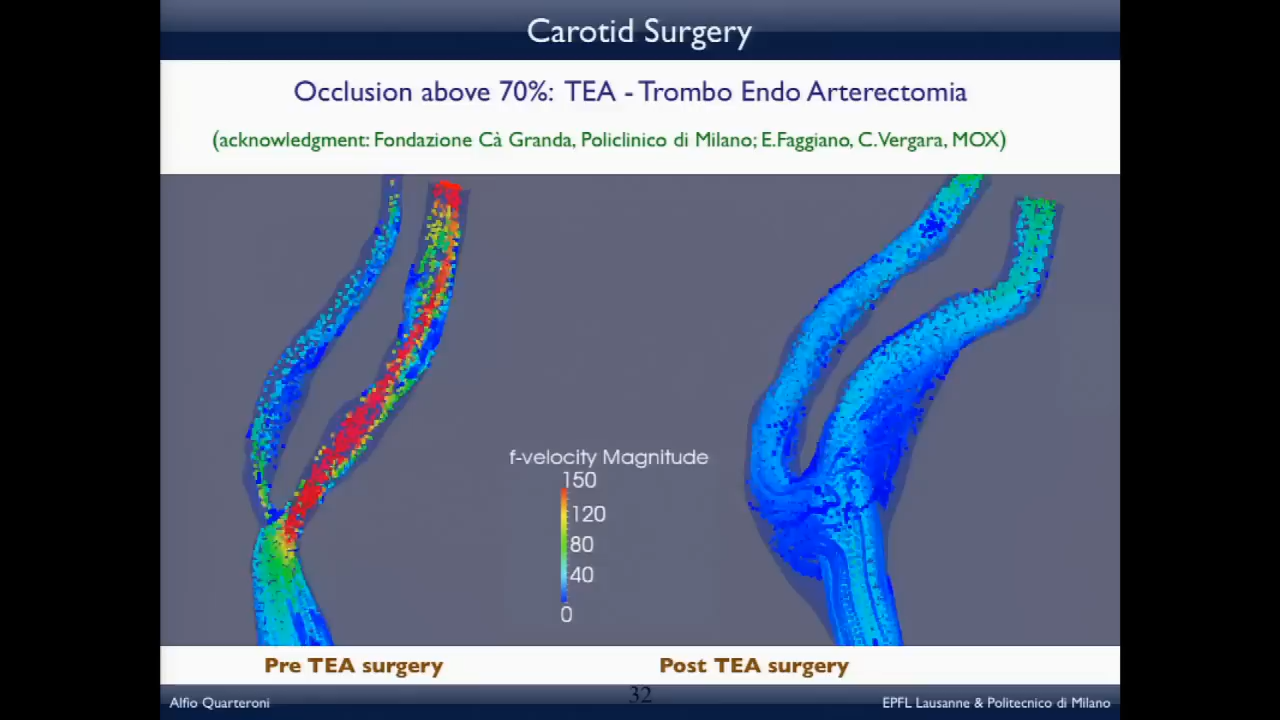 Carotid Surgery
Occlusion above 70%: TEA - Trombo Endo Arterectomia
(acknowledgment: Fondazione Cà Granda, Policlinico di Milano; E.Faggiano, C.Vergara, MOX)
f-velocity Magnitude
150
120
80
40
0
Pre TEA surgery
Post TEA surgery
Alfio Quarteroni
32
EPFL Lausanne & Politecnico di Milano